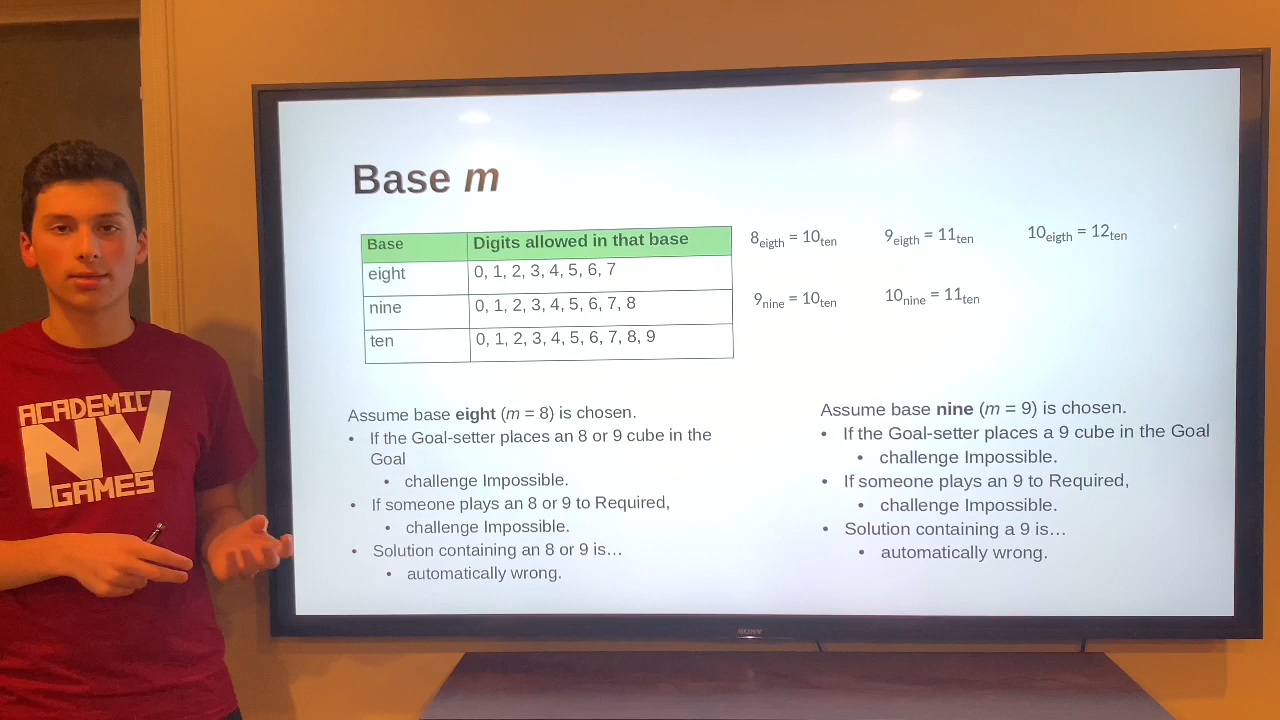 Base m
Base Digits allowed in that base
eight 0, 1, 2, 3, 4, 5, 6, 7
nine 0, 1, 2, 3, 4, 5, 6, 7, 8
ten 0, 1, 2, 3, 4, 5, 6, 7, 8, 9
8eigth = 10ten 9eigth = 11ten 10eigth = 12ten
9nine = 10ten 10nine = 11ten
Assume base eight (m = 8) is chosen.
• If the Goal-setter places an 8 or 9 cube in the
Goal
• challenge Impossible.
• If someone plays an 8 or 9 to Required,
• challenge Impossible.
• Solution containing an 8 or 9 is…
• automatically wrong.
Assume base nine (m = 9) is chosen.
• If the Goal-setter places a 9 cube in the Goal
• challenge Impossible.
• If someone plays an 9 to Required,
• challenge Impossible.
• Solution containing a 9 is…
• automatically wrong.
ACADEMIC
NV
GAMES
SONY